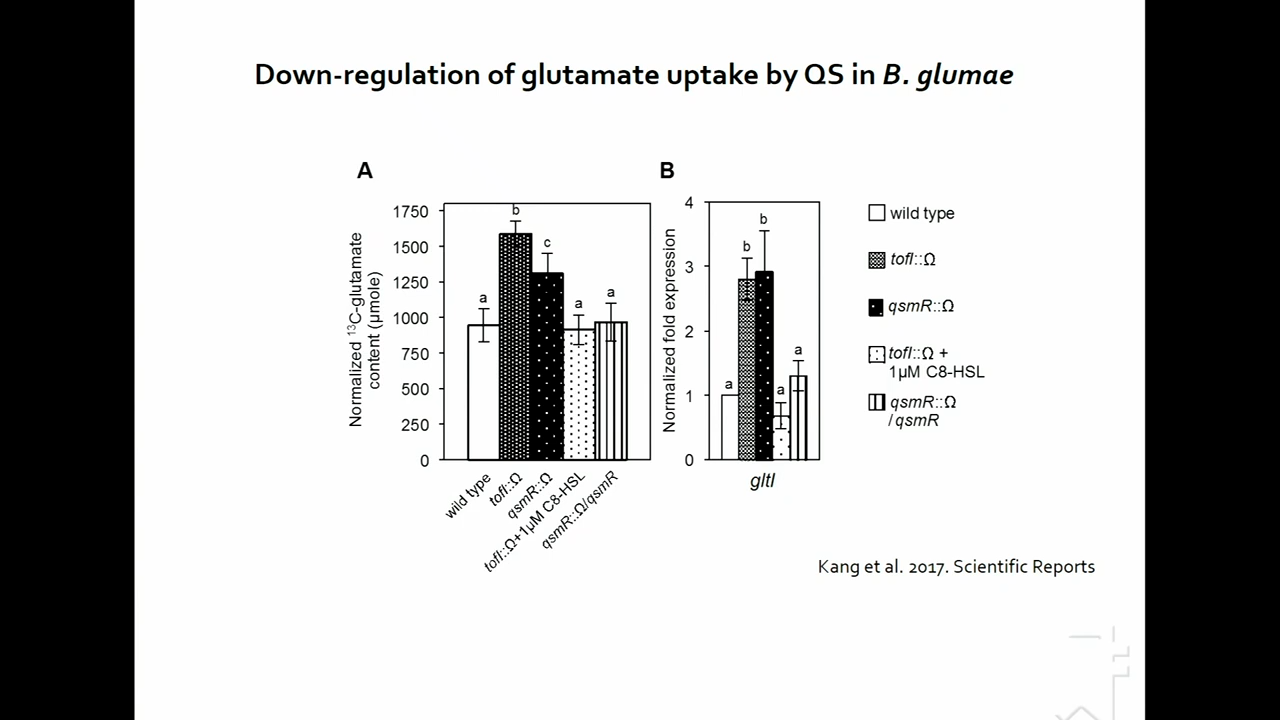 Down-regulation of glutamate uptake by QS in B. glumae
A
B
Normalized ¹³C-glutamate
content (µmole)
1750
1500
1250
1000
750
500
250
0
a
b
c
a
a
wild type
tofI::Ω
qsmR::Ω
tofI::Ω+1µM C8-HSL
qsmR::Ω/qsmR
Normalized fold expression
4
3
2
1
0
a
b
b
a
a
gltI
wild type
tofI::Ω
qsmR::Ω
tofI::Ω +
1µM C8-HSL
qsmR::Ω
/qsmR
Kang et al. 2017. Scientific Reports